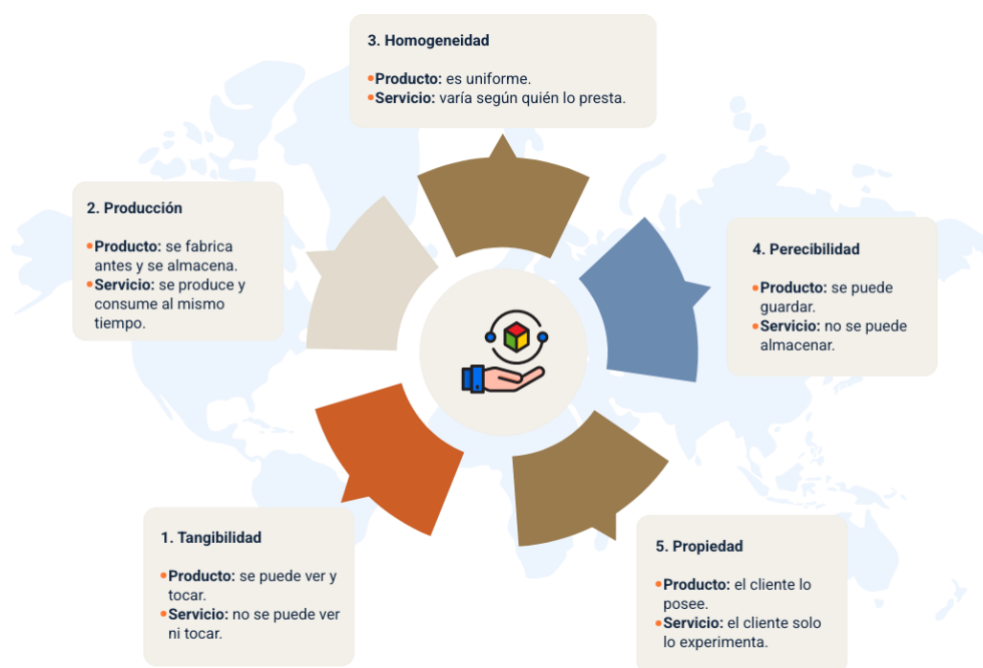 3. Homogeneidad
•Producto: es uniforme.
•Servicio: varía según quién lo presta.
2. Producción
•Producto: se fabrica
antes y se almacena.
•Servicio: se produce y
consume al mismo
tiempo.
4. Perecibilidad
•Producto: se puede
guardar.
•Servicio: no se puede
almacenar.
1. Tangibilidad
•Producto: se puede ver y
tocar.
•Servicio: no se puede ver
ni tocar.
5. Propiedad
•Producto: el cliente lo
posee.
•Servicio: el cliente solo
lo experimenta.